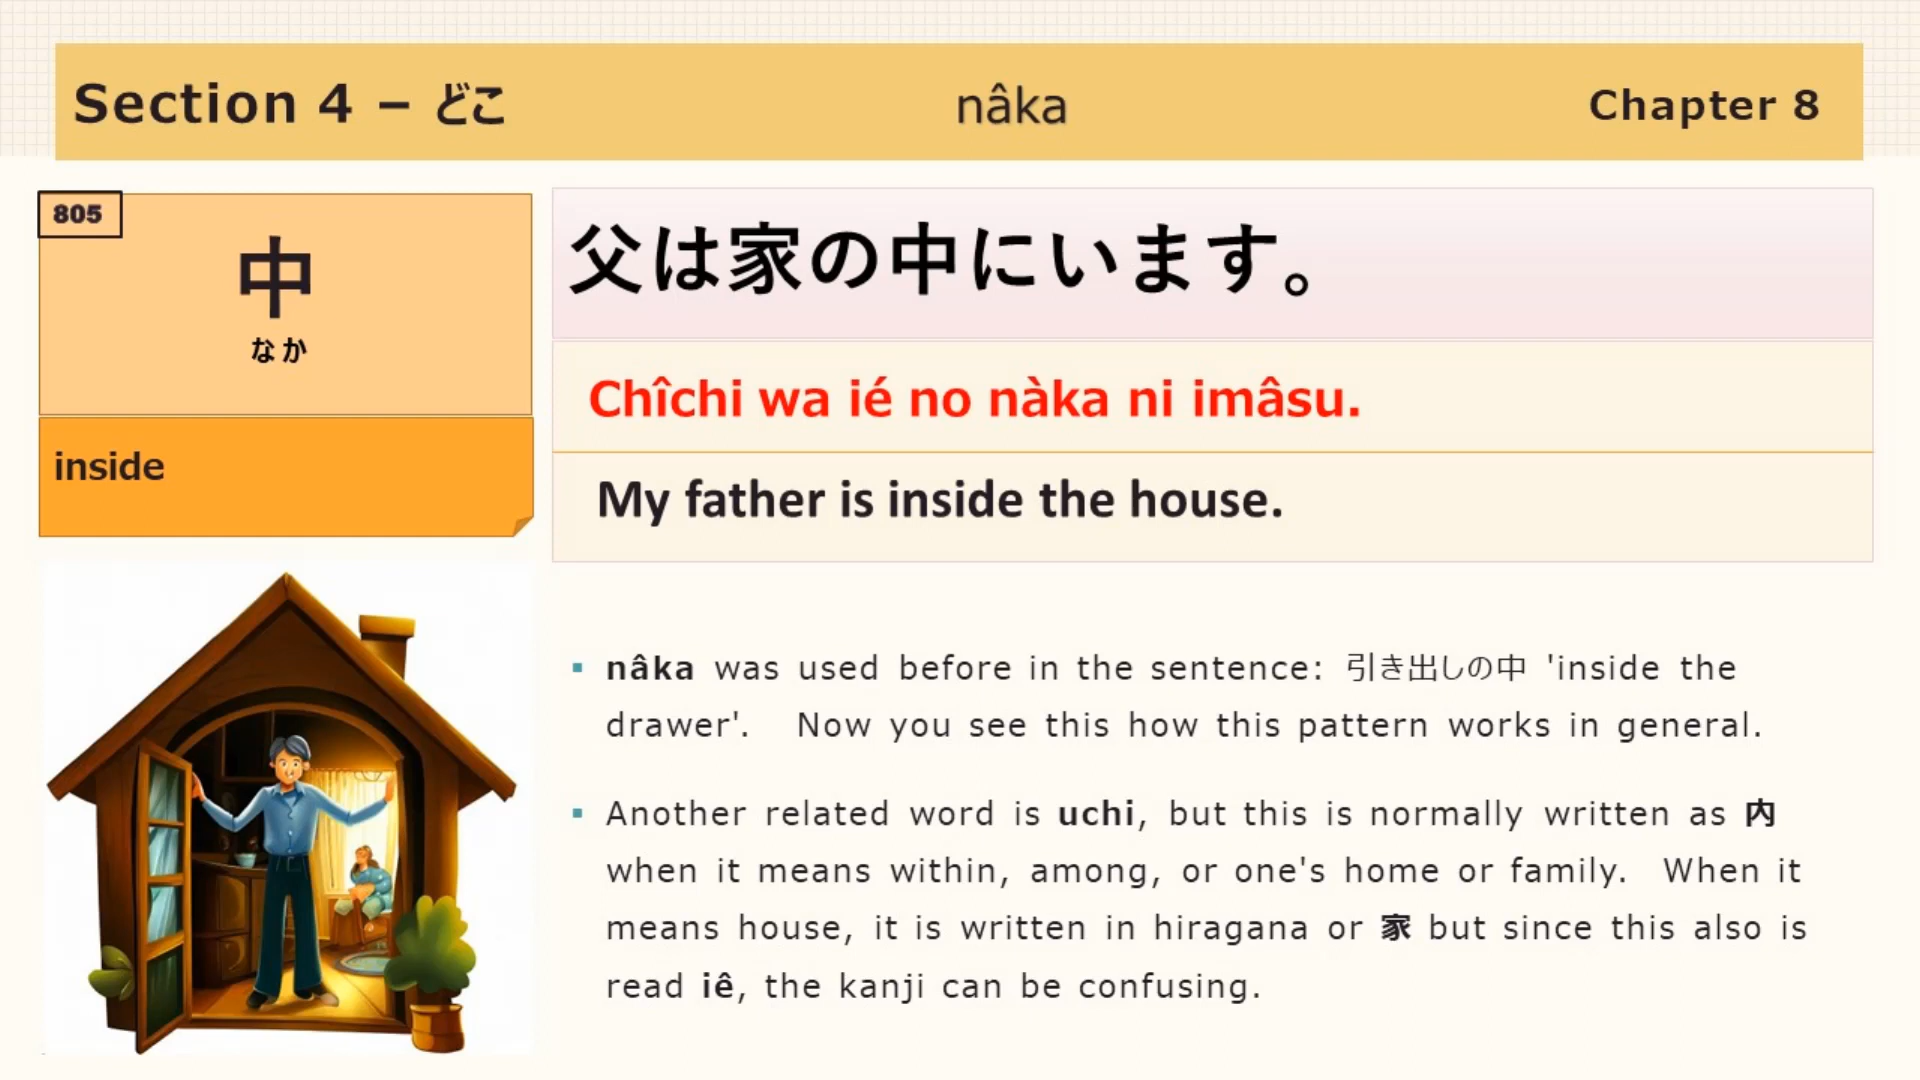 Section 4 – どこ
nâka
Chapter 8
805
中
なか
inside
父は家の中にいます。
Chîchi wa ié no nàka ni imâsu.
My father is inside the house.
▪ nâka was used before in the sentence: 引き出しの中 'inside the
drawer'. Now you see this how this pattern works in general.
▪ Another related word is uchi, but this is normally written as 内
when it means within, among, or one's home or family. When it
means house, it is written in hiragana or 家 but since this also is
read iê, the kanji can be confusing.